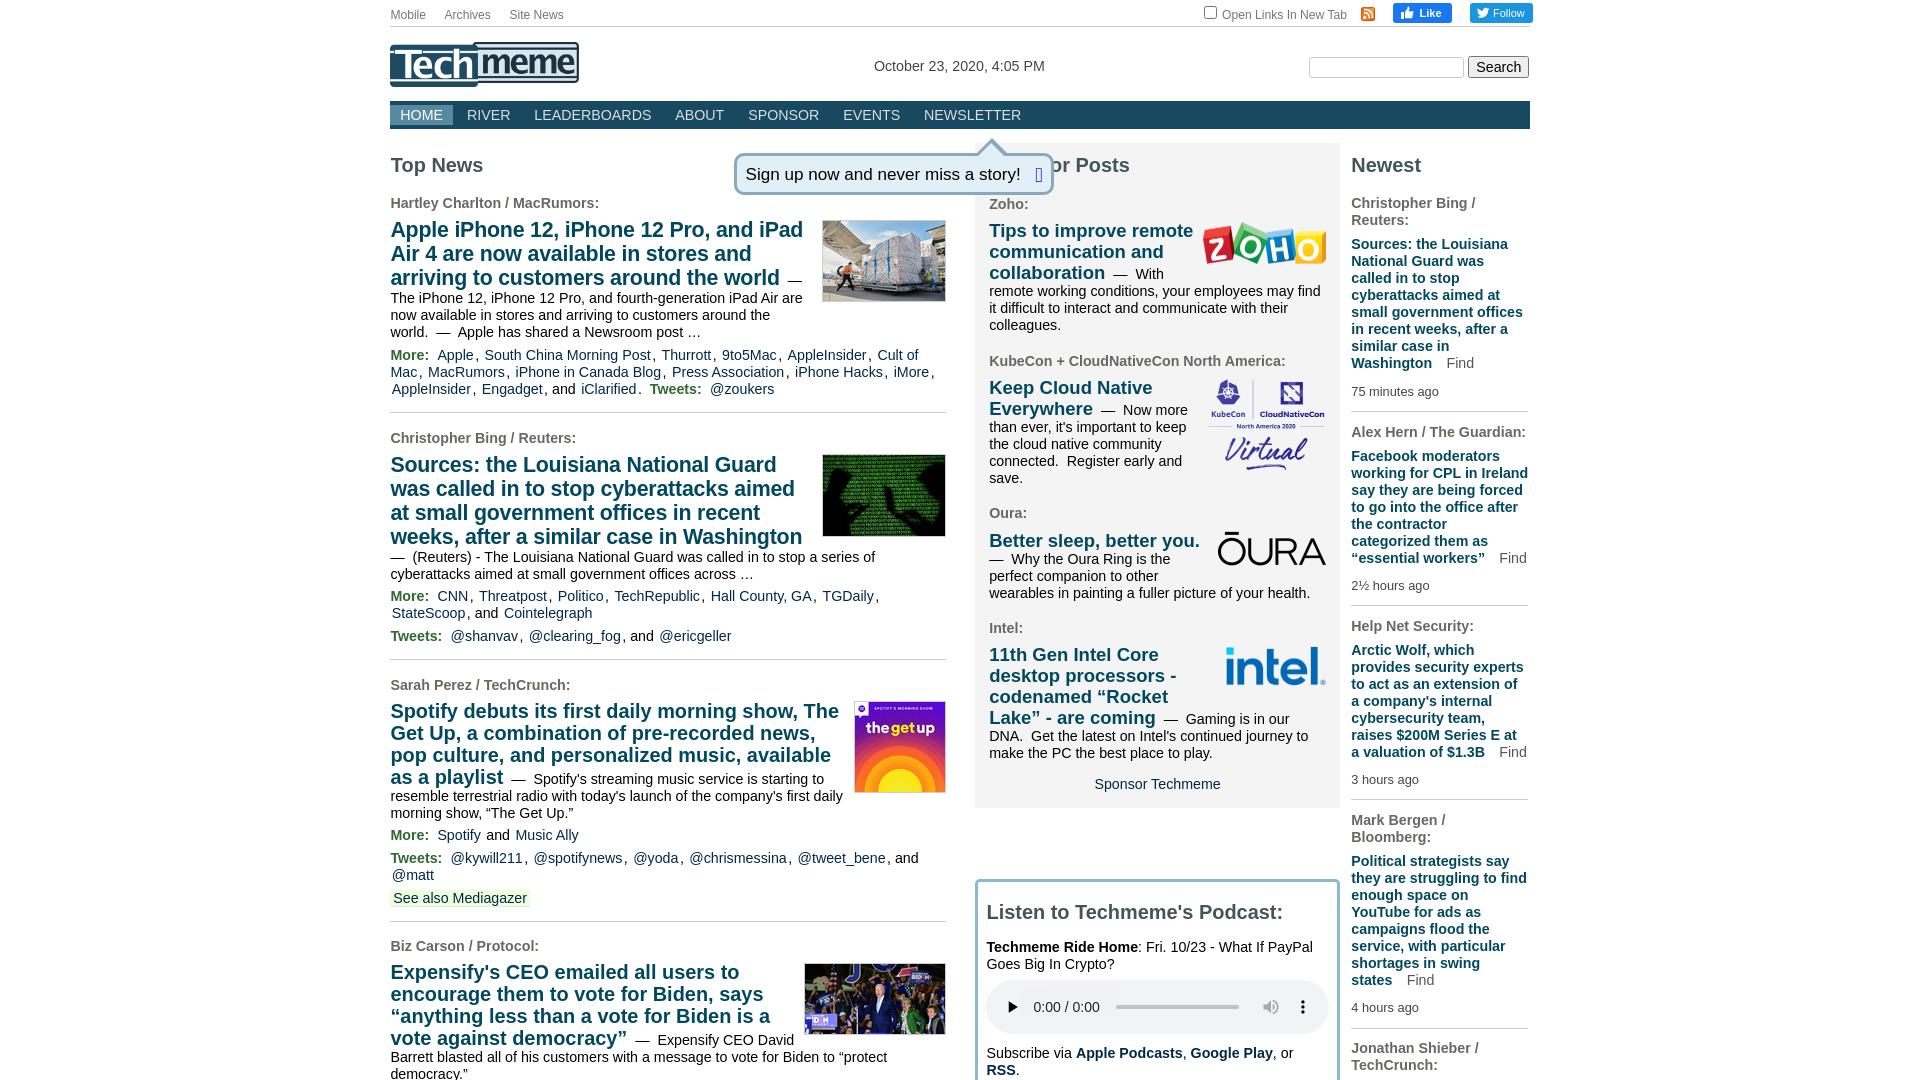 Mobile Archives Site News
Open Links In New Tab
Like
Follow
Techmeme
October 23, 2020, 4:05 PM
Search
HOME RIVER LEADERBOARDS ABOUT SPONSOR EVENTS NEWSLETTER
Sign up now and never miss a story!
Top News
Hartley Charlton / MacRumors:
Apple iPhone 12, iPhone 12 Pro, and iPad
Air 4 are now available in stores and
arriving to customers around the world —
The iPhone 12, iPhone 12 Pro, and fourth-generation iPad Air are
now available in stores and arriving to customers around the
world. — Apple has shared a Newsroom post …
More: Apple, South China Morning Post, Thurrott, 9to5Mac, AppleInsider, Cult of
Mac, MacRumors, iPhone in Canada Blog, Press Association, iPhone Hacks, iMore,
AppleInsider, Engadget, and iClarified. Tweets: @zoukers
Christopher Bing / Reuters:
Sources: the Louisiana National Guard
was called in to stop cyberattacks aimed
at small government offices in recent
weeks, after a similar case in Washington
— (Reuters) - The Louisiana National Guard was called in to stop a series of
cyberattacks aimed at small government offices across …
More: CNN, Threatpost, Politico, TechRepublic, Hall County, GA, TGDaily,
StateScoop, and Cointelegraph
Tweets: @shanvav, @clearing_fog, and @ericgeller
Sarah Perez / TechCrunch:
Spotify debuts its first daily morning show, The
Get Up, a combination of pre-recorded news,
pop culture, and personalized music, available
as a playlist — Spotify's streaming music service is starting to
resemble terrestrial radio with today's launch of the company's first daily
morning show, “The Get Up.”
SPOTIFY'S MORNING SHOW
the get up
More: Spotify and Music Ally
Tweets: @kywill211, @spotifynews, @yoda, @chrismessina, @tweet_bene, and
@matt
See also Mediagazer
Biz Carson / Protocol:
Expensify's CEO emailed all users to
encourage them to vote for Biden, says
“anything less than a vote for Biden is a
vote against democracy” — Expensify CEO David
Barrett blasted all of his customers with a message to vote for Biden to “protect
democracy.”
or Posts
Zoho:
Tips to improve remote
communication and
collaboration — With
remote working conditions, your employees may find
it difficult to interact and communicate with their
colleagues.
ZOHO
KubeCon + CloudNativeCon North America:
Keep Cloud Native
Everywhere — Now more
than ever, it's important to keep
the cloud native community
connected. Register early and
save.
KubeCon CloudNativeCon
North America 2020
Virtual
Oura:
Better sleep, better you.
— Why the Oura Ring is the
perfect companion to other
wearables in painting a fuller picture of your health.
ŌURA
Intel:
11th Gen Intel Core
desktop processors -
codenamed “Rocket
Lake” - are coming — Gaming is in our
DNA. Get the latest on Intel's continued journey to
make the PC the best place to play.
intel.
Sponsor Techmeme
Listen to Techmeme's Podcast:
Techmeme Ride Home: Fri. 10/23 - What If PayPal
Goes Big In Crypto?
0:00 / 0:00
Subscribe via Apple Podcasts, Google Play, or
RSS.
Newest
Christopher Bing /
Reuters:
Sources: the Louisiana
National Guard was
called in to stop
cyberattacks aimed at
small government offices
in recent weeks, after a
similar case in
Washington Find
75 minutes ago
Alex Hern / The Guardian:
Facebook moderators
working for CPL in Ireland
say they are being forced
to go into the office after
the contractor
categorized them as
“essential workers” Find
2½ hours ago
Help Net Security:
Arctic Wolf, which
provides security experts
to act as an extension of
a company's internal
cybersecurity team,
raises $200M Series E at
a valuation of $1.3B Find
3 hours ago
Mark Bergen /
Bloomberg:
Political strategists say
they are struggling to find
enough space on
YouTube for ads as
campaigns flood the
service, with particular
shortages in swing
states Find
4 hours ago
Jonathan Shieber /
TechCrunch: